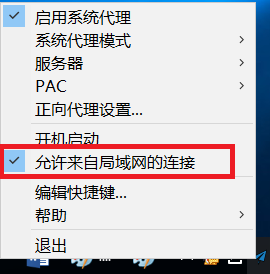 启用系统代理
系统代理模式
服务器
PAC
正向代理设置...
开机启动
允许来自局域网的连接
编辑快捷键...
帮助
退出